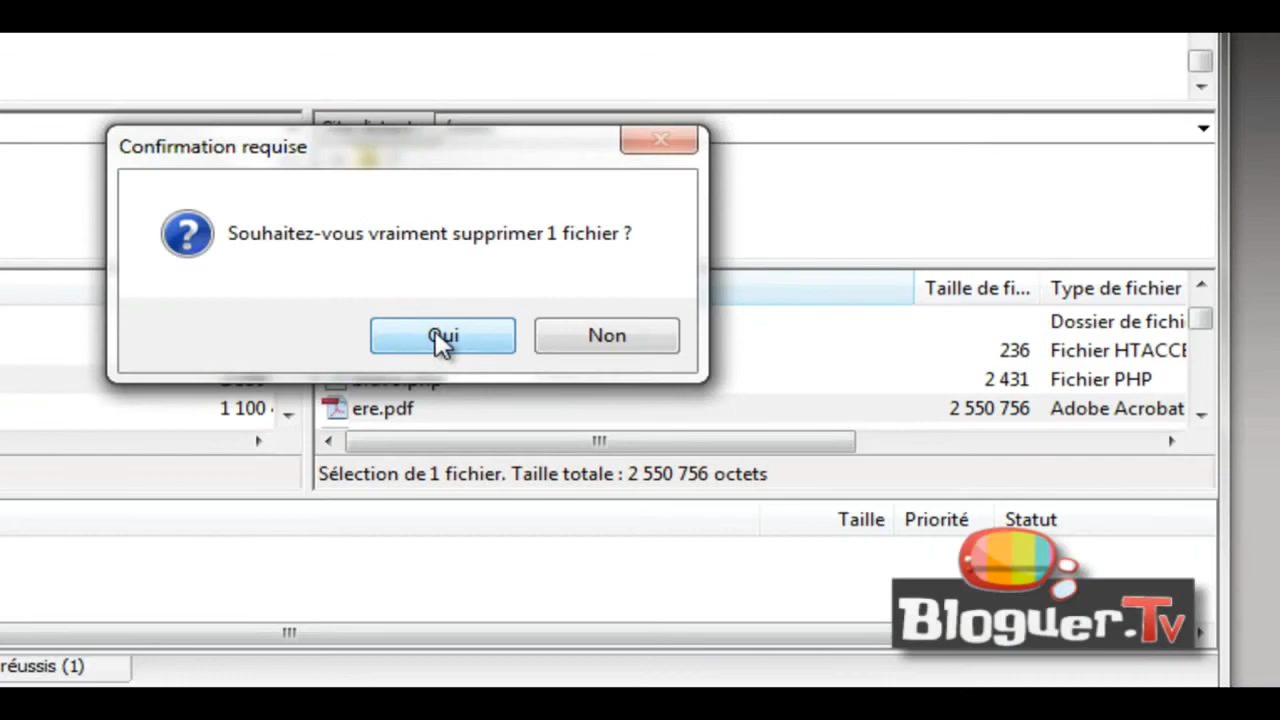 Confirmation requise
Souhaitez-vous vraiment supprimer 1 fichier ?
Oui
Non
Taille de fi...
Type de fichier
Dossier de fichi
236
Fichier HTACCE
2 431
Fichier PHP
1 100
ere.pdf
2 550 756
Adobe Acrobat
Sélection de 1 fichier. Taille totale : 2 550 756 octets
Taille
Priorité
Statut
Bloguer.Tv
réussis (1)